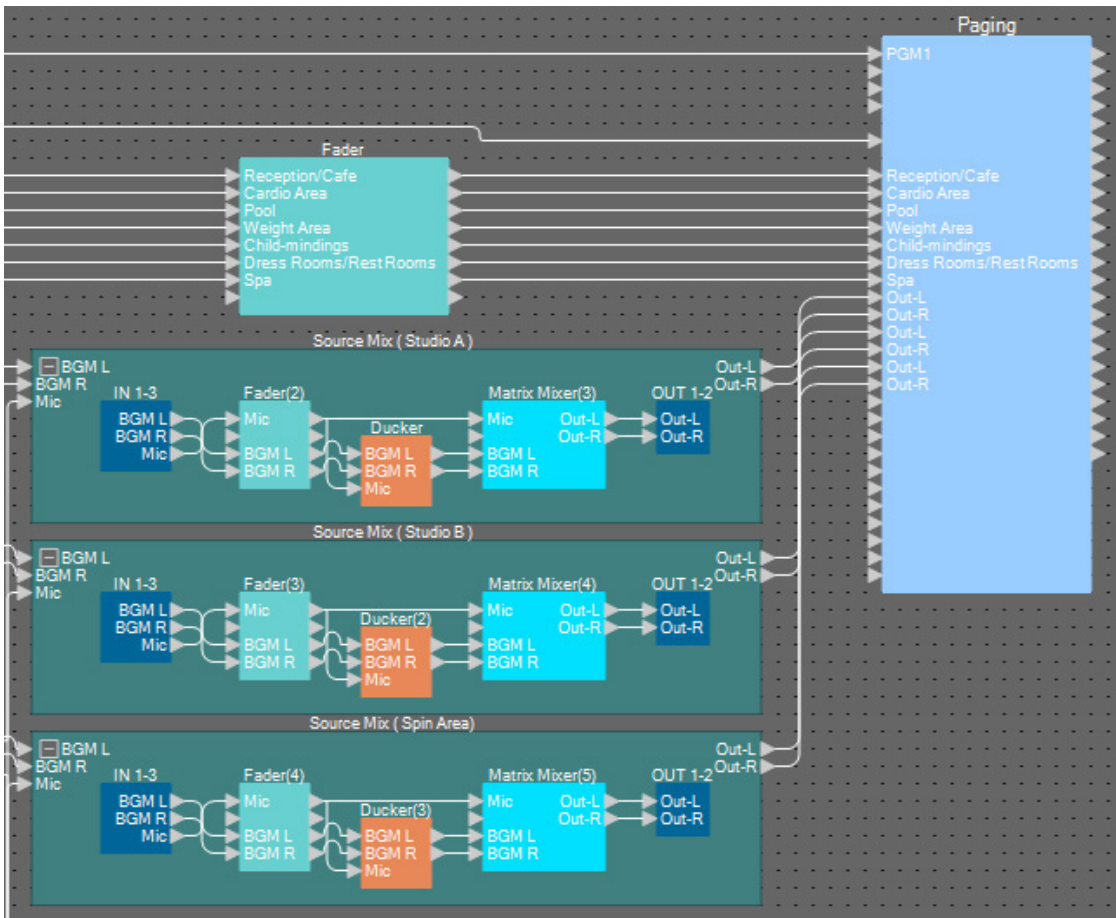 Paging
PGM1
Fader
Reception/Cafe
Cardio Area
Pool
Weight Area
Child-mindings
Dress Rooms/Rest Rooms
Spa
Reception/Cafe
Cardio Area
Pool
Weight Area
Child-mindings
Dress Rooms/Rest Rooms
Spa
Out-L
Out-R
Out-L
Out-R
Out-L
Out-R
Source Mix ( Studio A )
BGM L
BGM R
Mic
IN 1-3
BGM L
BGM R
Mic
Fader(2)
Mic
BGM L
BGM R
Ducker
BGM L
BGM R
Mic
Matrix Mixer(3)
Mic Out-L
Out-R
BGM L
BGM R
OUT 1-2
Out-L
Out-R
Out-L
Out-R
Source Mix ( Studio B )
BGM L
BGM R
Mic
IN 1-3
BGM L
BGM R
Mic
Fader(3)
Mic
BGM L
BGM R
Ducker(2)
BGM L
BGM R
Mic
Matrix Mixer(4)
Mic Out-L
Out-R
BGM L
BGM R
OUT 1-2
Out-L
Out-R
Out-L
Out-R
Source Mix ( Spin Area)
BGM L
BGM R
Mic
IN 1-3
BGM L
BGM R
Mic
Fader(4)
Mic
BGM L
BGM R
Ducker(3)
BGM L
BGM R
Mic
Matrix Mixer(5)
Mic Out-L
Out-R
BGM L
BGM R
OUT 1-2
Out-L
Out-R
Out-L
Out-R